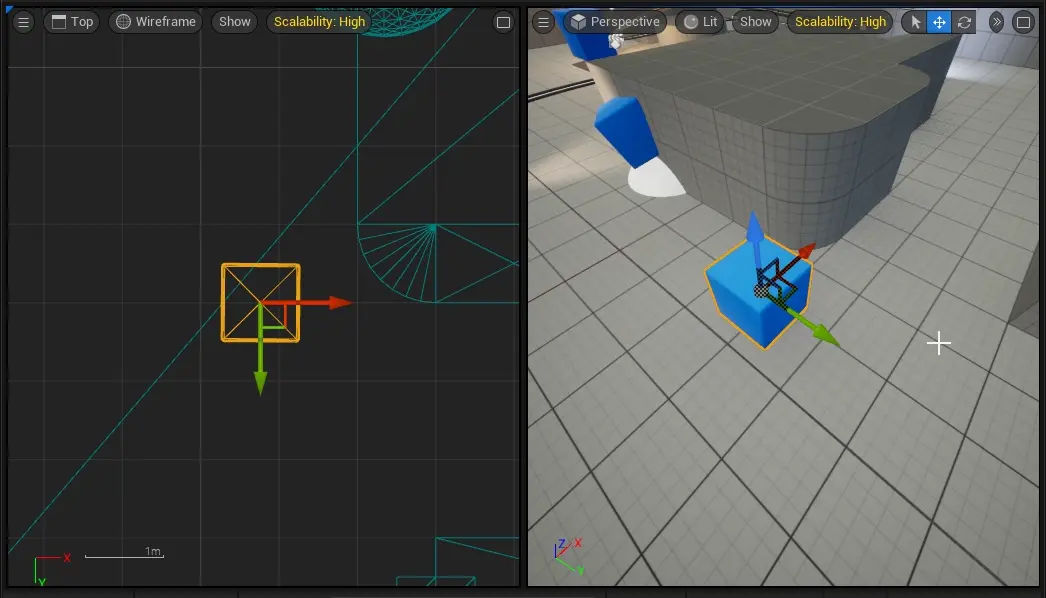 Top Wireframe Show Scalability: High
Perspective Lit Show Scalability: High
X
Y
1m
Z X
Y